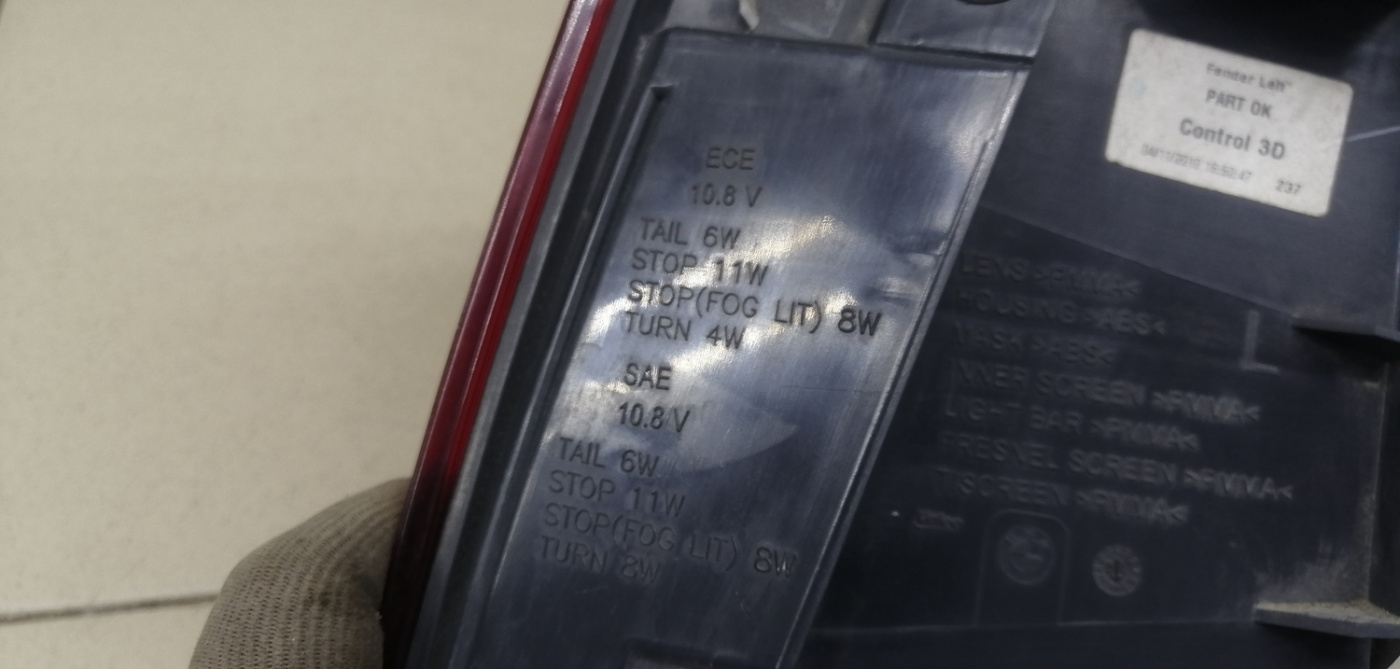 ECE
10.8 V
TAIL 6W
STOP 11W
STOP(FOG LIT) 8W
TURN 4W
SAE
10.8 V
TAIL 6W
STOP 11W
STOP(FOG LIT) 8W
TURN 8W
Fender Left
PART OK
Control 3D
237
LENS >PMMA<
HOUSING >ABS<
MASK >ABS<
INNER SCREEN >PMMA<
LIGHT BAR >PMMA<
FRESNEL SCREEN >PMMA<
SCREEN >PMMA<
L